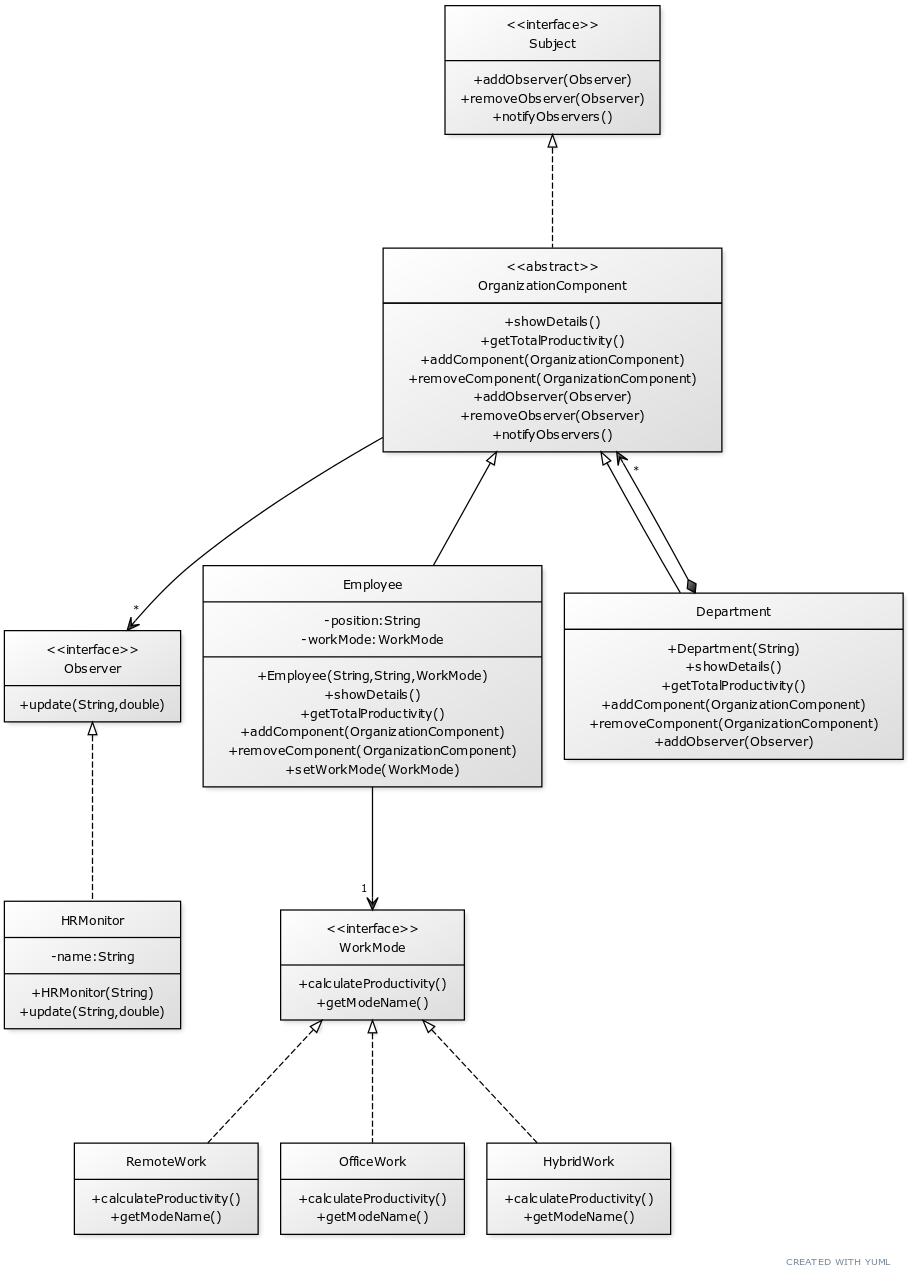 <<interface>>
Subject
+addObserver(Observer)
+removeObserver(Observer)
+notifyObservers()
<<abstract>>
OrganizationComponent
+showDetails()
+getTotalProductivity()
+addComponent(OrganizationComponent)
+removeComponent(OrganizationComponent)
+addObserver(Observer)
+removeObserver(Observer)
+notifyObservers()
*
*
<<interface>>
Observer
+update(String,double)
Employee
-position:String
-workMode:WorkMode
+Employee(String,String,WorkMode)
+showDetails()
+getTotalProductivity()
+addComponent(OrganizationComponent)
+removeComponent(OrganizationComponent)
+setWorkMode(WorkMode)
Department
+Department(String)
+showDetails()
+getTotalProductivity()
+addComponent(OrganizationComponent)
+removeComponent(OrganizationComponent)
+addObserver(Observer)
1
HRMonitor
-name:String
+HRMonitor(String)
+update(String,double)
<<interface>>
WorkMode
+calculateProductivity()
+getModeName()
RemoteWork
+calculateProductivity()
+getModeName()
OfficeWork
+calculateProductivity()
+getModeName()
HybridWork
+calculateProductivity()
+getModeName()
CREATED WITH YUML